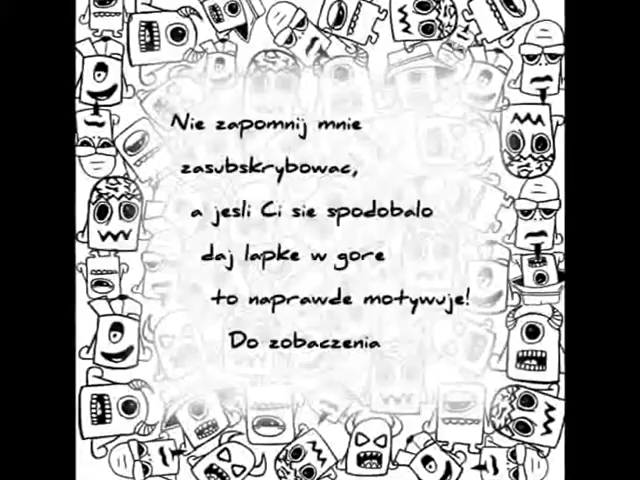 Nie zapomnij mnie
zasubskrybowac,
a jesli Ci sie spodobalo
daj lapke w gore
to naprawde motywuje!
Do zobaczenia